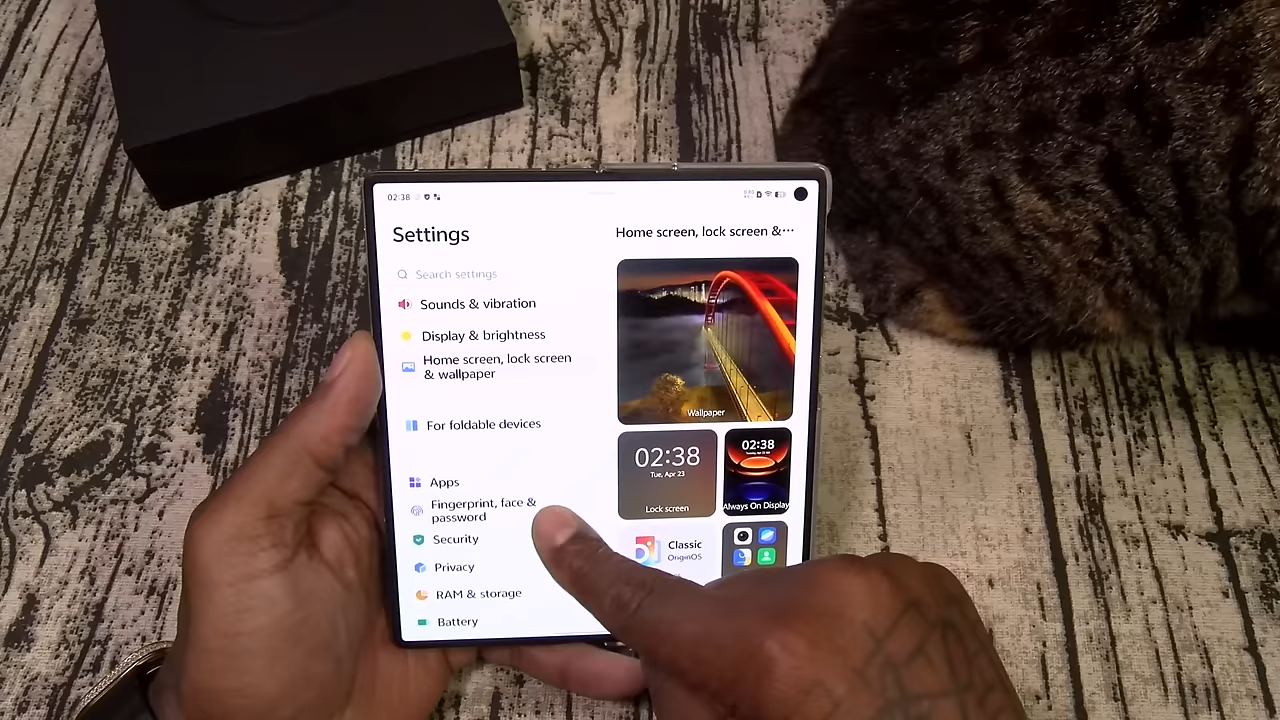 02:38
Settings
Search settings
Sounds & vibration
Display & brightness
Home screen, lock screen
& wallpaper
For foldable devices
Apps
Fingerprint, face &
password
Security
Privacy
RAM & storage
Battery
Home screen, lock screen &···
Wallpaper
02:38
Tue, Apr 23
Lock screen
02:38
Always On Display
Classic
OriginOS